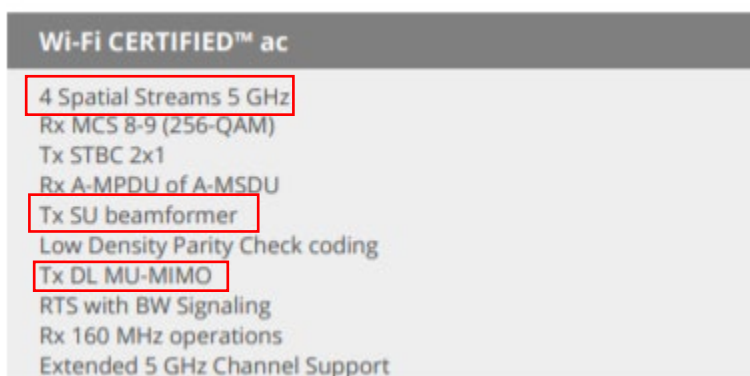 Wi-Fi CERTIFIED™ ac
4 Spatial Streams 5 GHz
Rx MCS 8-9 (256-QAM)
Tx STBC 2x1
Rx A-MPDU of A-MSDU
Tx SU beamformer
Low Density Parity Check coding
Tx DL MU-MIMO
RTS with BW Signaling
Rx 160 MHz operations
Extended 5 GHz Channel Support